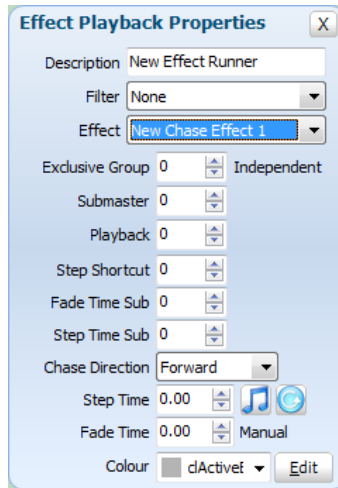 Effect Playback Properties X
Description New Effect Runner
Filter None
Effect New Chase Effect 1
Exclusive Group 0 Independent
Submaster 0
Playback 0
Step Shortcut 0
Fade Time Sub 0
Step Time Sub 0
Chase Direction Forward
Step Time 0.00
Fade Time 0.00 Manual
Colour clActiveE Edit